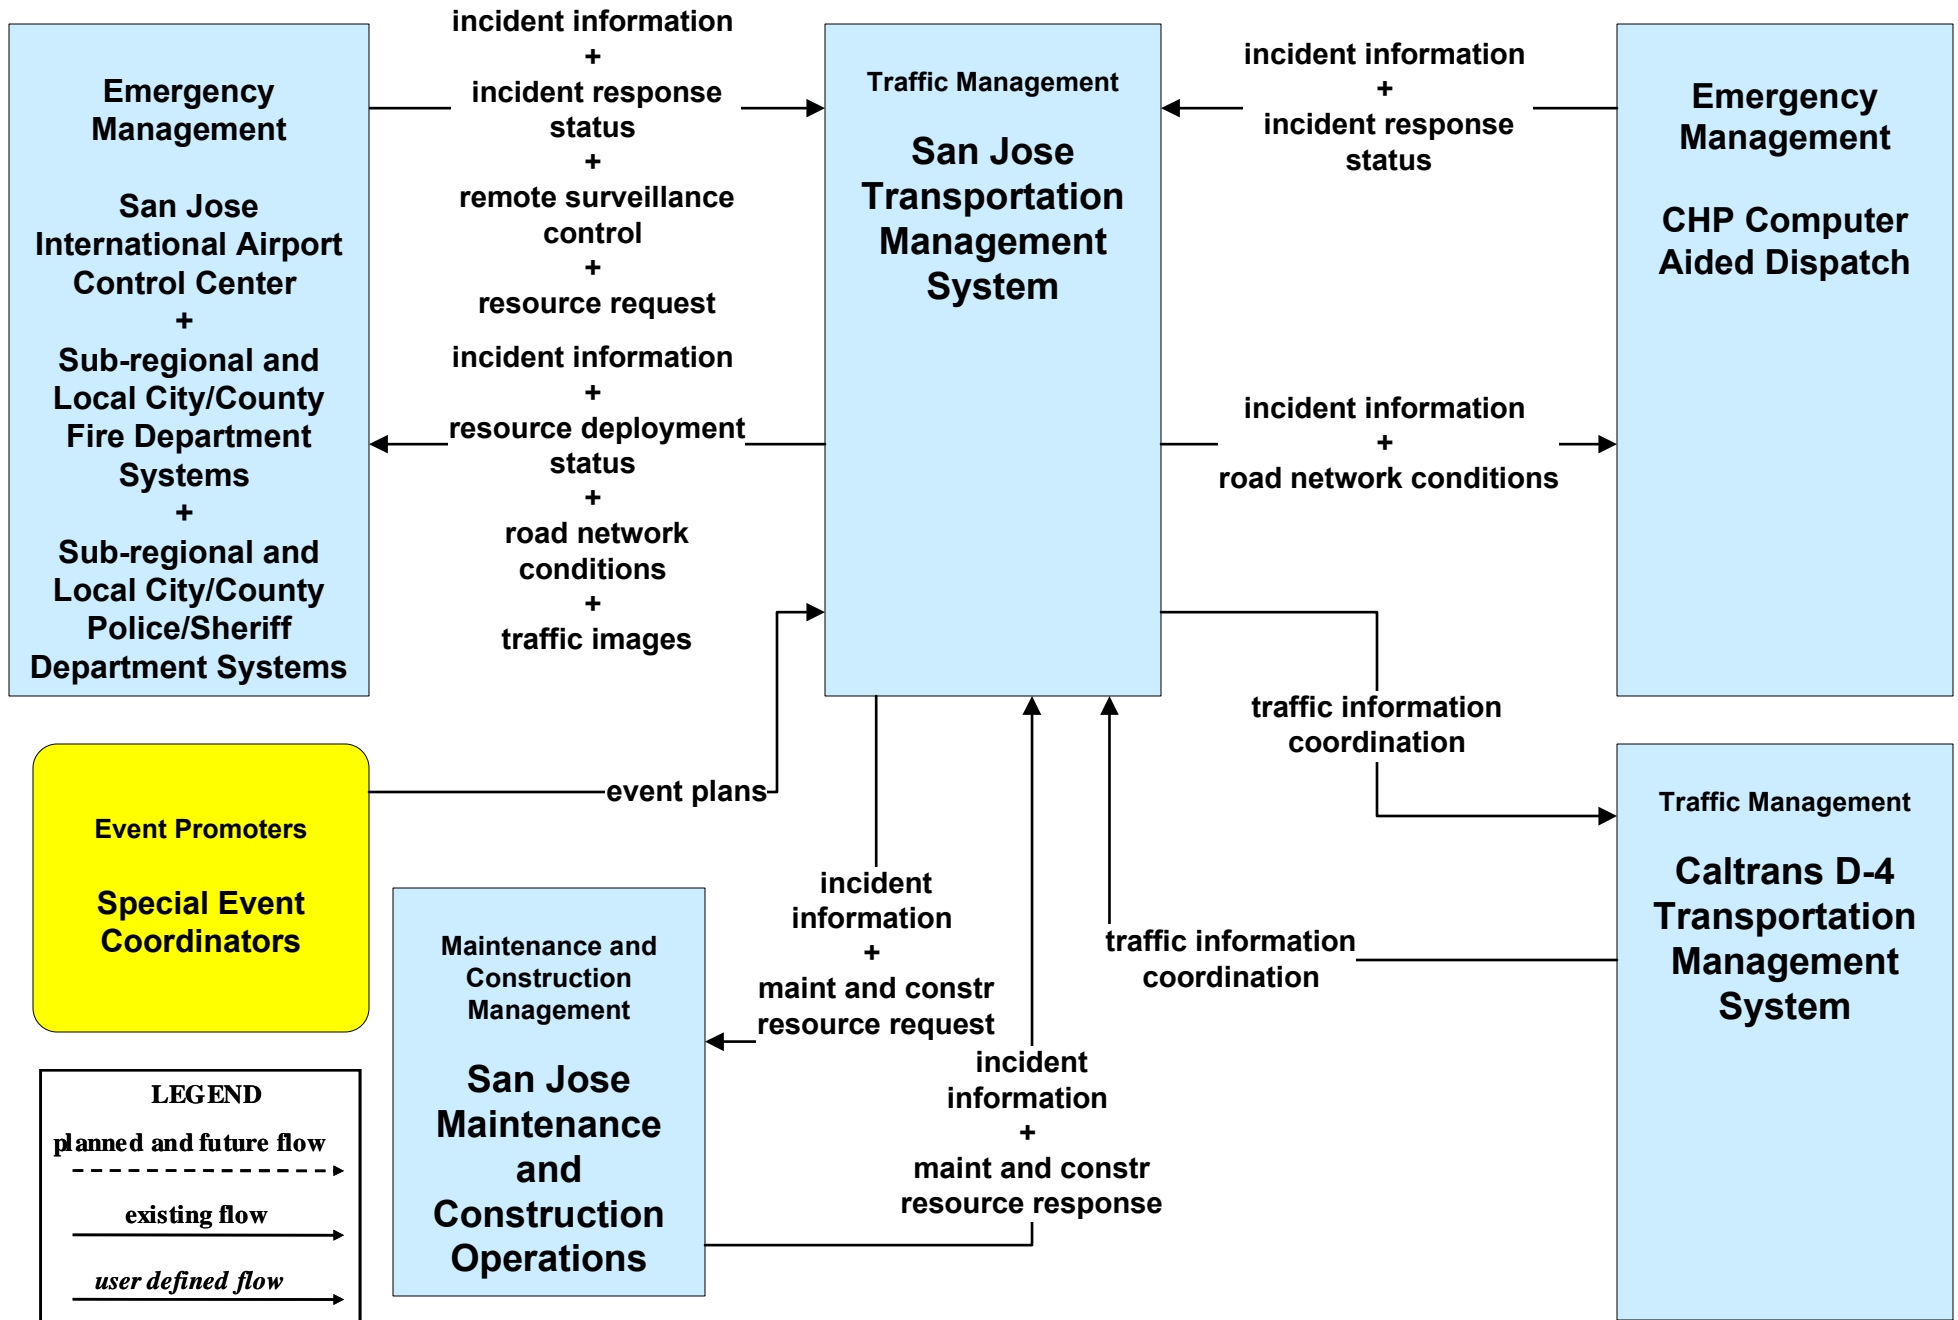 Emergency
Management
San Jose
International Airport
Control Center
+
Sub-regional and
Local City/County
Fire Department
Systems
+
Sub-regional and
Local City/County
Police/Sheriff
Department Systems
incident information
+
incident response
status
+
remote surveillance
control
+
resource request
incident information
+
resource deployment
status
+
road network
conditions
+
traffic images
Traffic Management
San Jose
Transportation
Management
System
incident information
+
incident response
status
incident information
+
road network conditions
Emergency
Management
CHP Computer
Aided Dispatch
traffic information
coordination
Event Promoters
Special Event
Coordinators
event plans
Maintenance and
Construction
Management
San Jose
Maintenance
and
Construction
Operations
incident
information
+
maint and constr
resource request
incident
information
+
maint and constr
resource response
traffic information
coordination
Traffic Management
Caltrans D-4
Transportation
Management
System
LEGEND
planned and future flow
existing flow
user defined flow